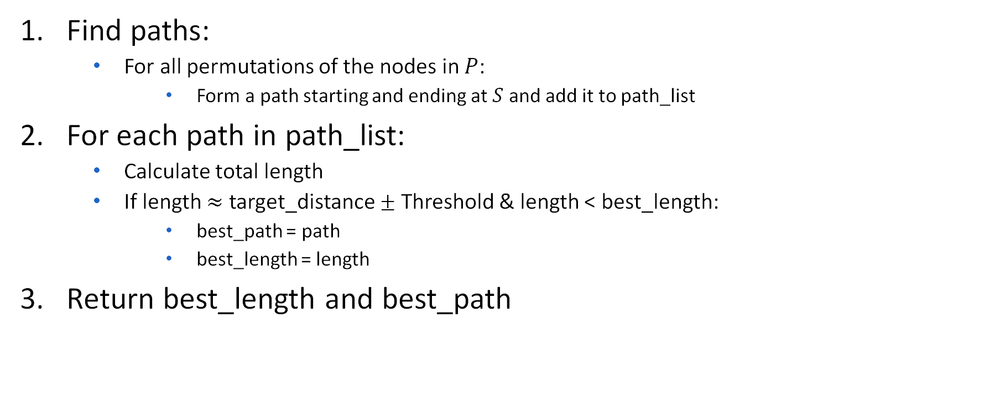 1. Find paths:
• For all permutations of the nodes in P:
• Form a path starting and ending at S and add it to path_list
2. For each path in path_list:
• Calculate total length
• If length ≈ target_distance ± Threshold & length < best_length:
• best_path = path
• best_length = length
3. Return best_length and best_path